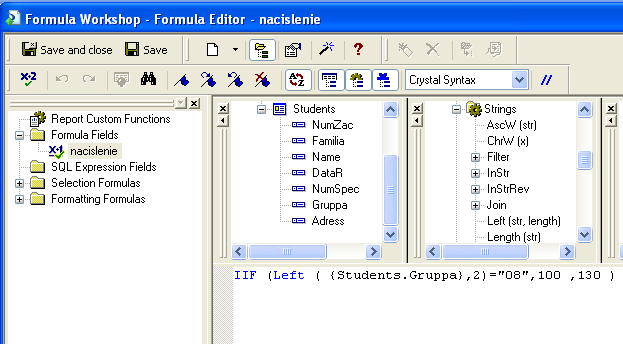 Formula Workshop - Formula Editor - nacislenie
Save and close Save
Crystal Syntax
Report Custom Functions
Formula Fields
nacislenie
SQL Expression Fields
Selection Formulas
Formatting Formulas
Students
NumZac
Familia
Name
DataR
NumSpec
Gruppa
Adress
Strings
AscW (str)
ChrW (x)
Filter
InStr
InStrRev
Join
Left (str, length)
Length (str)
IIF (Left ( {Students.Gruppa},2)="08",100 ,130 )